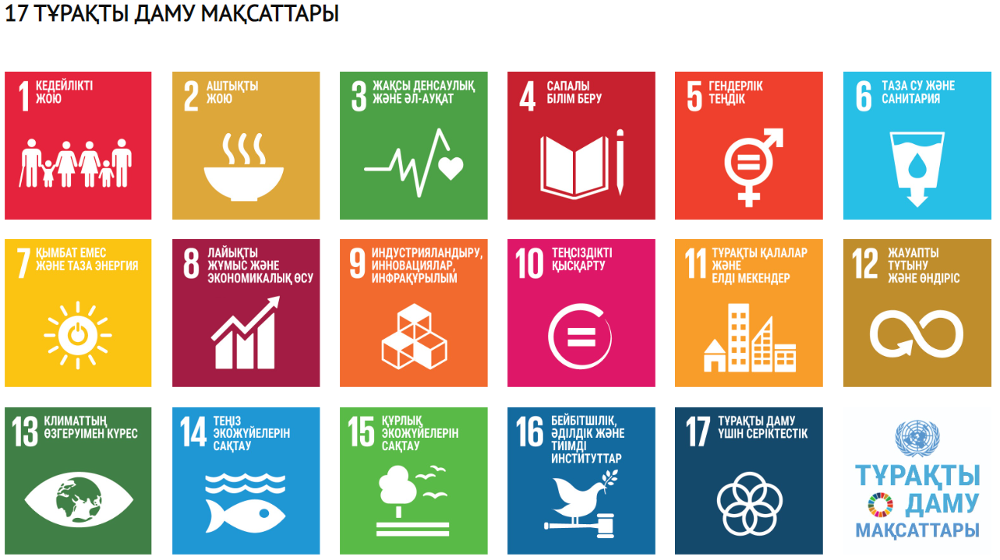 17 ТҰРАҚТЫ ДАМУ МАҚСАТТАРЫ
1 КЕДЕЙЛІКТІ
ЖОЮ
2 АШТЫҚТЫ
ЖОЮ
3 ЖАҚСЫ ДЕНСАУЛЫҚ
ЖӘНЕ ӘЛ-АУҚАТ
4 САПАЛЫ
БІЛІМ БЕРУ
5 ГЕНДЕРЛІК
ТЕҢДІК
6 ТАЗА СУ ЖӘНЕ
САНИТАРИЯ
7 ҚЫМБАТ ЕМЕС
ЖӘНЕ ТАЗА ЭНЕРГИЯ
8 ЛАЙЫҚТЫ
ЖҰМЫС ЖӘНЕ
ЭКОНОМИКАЛЫҚ ӨСУ
9 ИНДУСТРИЯЛАНДЫРУ,
ИННОВАЦИЯЛАР,
ИНФРАҚҰРЫЛЫМ
10 ТЕҢСІЗДІКТІ
ҚЫСҚАРТУ
11 ТҰРАҚТЫ ҚАЛАЛАР
ЖӘНЕ
ЕЛДІ МЕКЕНДЕР
12 ЖАУАПТЫ
ТҰТЫНУ
ЖӘНЕ ӨНДІРІС
13 КЛИМАТТЫҢ
ӨЗГЕРУІМЕН КҮРЕС
14 ТЕҢІЗ
ЭКОЖҮЙЕЛЕРІН
САҚТАУ
15 ҚҰРЛЫҚ
ЭКОЖҮЙЕЛЕРІН
САҚТАУ
16 БЕЙБІТШІЛІК,
ӘДІЛДІК ЖӘНЕ
ТИІМДІ
ИНСТИТУТТАР
17 ТҰРАҚТЫ ДАМУ
ҮШІН СЕРІКТЕСТІК
ТҰРАҚТЫ
ДАМУ
МАҚСАТТАРЫ